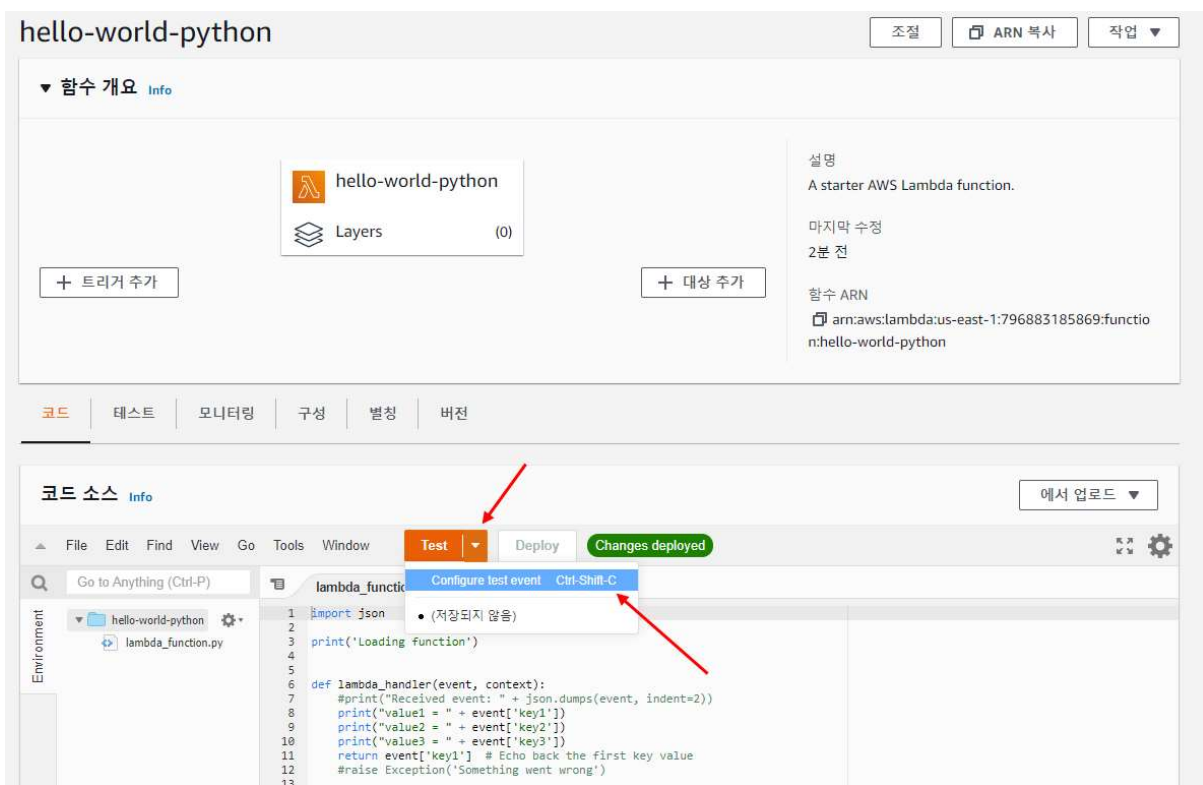 hello-world-python
조절
ARN 복사
작업 ▼
▼ 함수 개요 Info
hello-world-python
Layers (0)
+ 트리거 추가
+ 대상 추가
설명
A starter AWS Lambda function.
마지막 수정
2분 전
함수 ARN
arn:aws:lambda:us-east-1:796883185869:functio
n:hello-world-python
코드 테스트 모니터링 구성 별칭 버전
코드 소스 Info
에서 업로드 ▼
File Edit Find View Go Tools Window Test Deploy Changes deployed
Go to Anything (Ctrl-P)
lambda_functio
Configure test event Ctrl-Shift-C
• (저장되지 않음)
Environment
hello-world-python
lambda_function.py
1 import json
2
3 print('Loading function')
4
5
6 def lambda_handler(event, context):
7 #print("Received event: " + json.dumps(event, indent=2))
8 print("value1 = " + event['key1'])
9 print("value2 = " + event['key2'])
10 print("value3 = " + event['key3'])
11 return event['key1'] # Echo back the first key value
12 #raise Exception('Something went wrong')
13